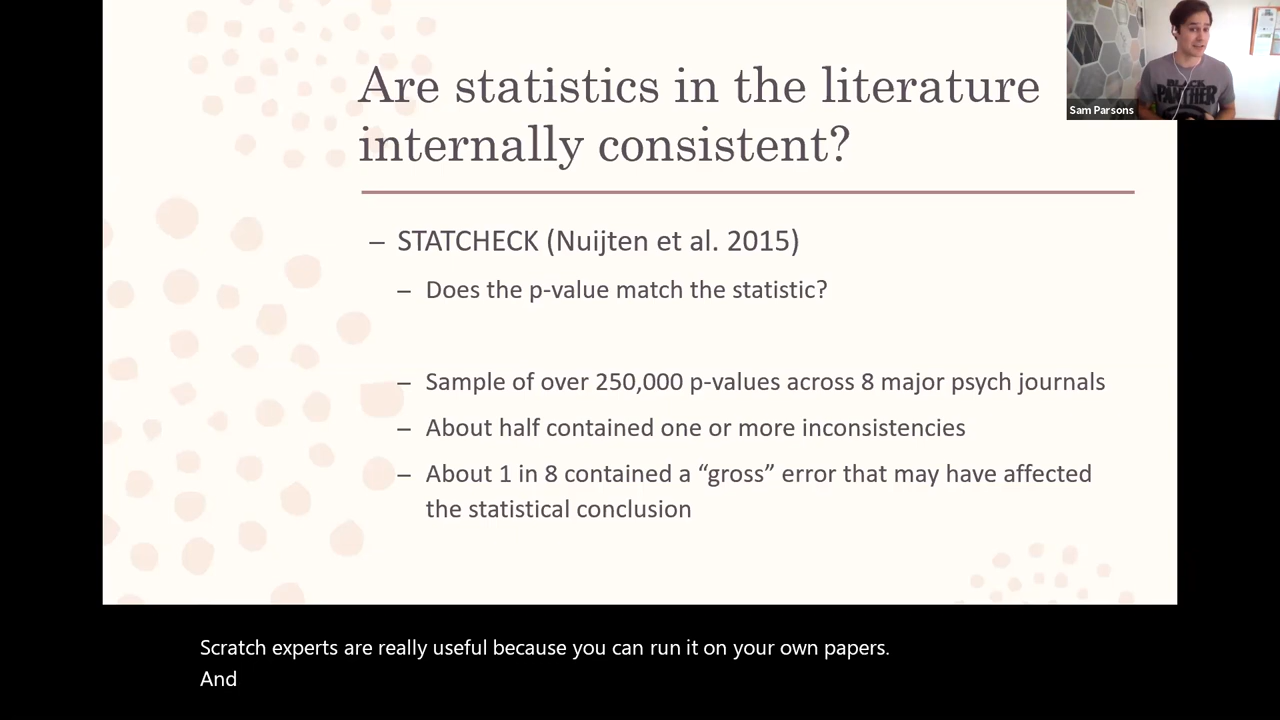 Are statistics in the literature
internally consistent?
– STATCHECK (Nuijten et al. 2015)
– Does the p-value match the statistic?
– Sample of over 250,000 p-values across 8 major psych journals
– About half contained one or more inconsistencies
– About 1 in 8 contained a “gross” error that may have affected
the statistical conclusion
BLACK
PANTHER
Sam Parsons
Scratch experts are really useful because you can run it on your own papers.
And